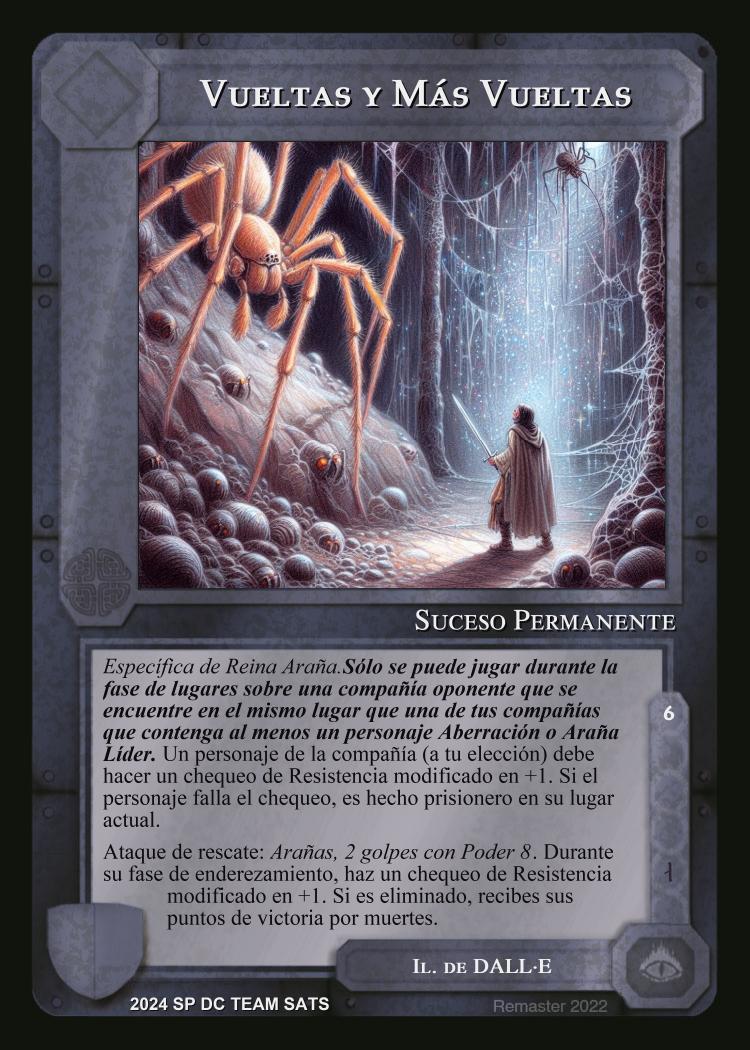 Vueltas y Más Vueltas
Suceso Permanente
Específica de Reina Araña.Sólo se puede jugar durante la
fase de lugares sobre una compañía oponente que se
encuentre en el mismo lugar que una de tus compañías
que contenga al menos un personaje Aberración o Araña
Líder. Un personaje de la compañía (a tu elección) debe
hacer un chequeo de Resistencia modificado en +1. Si el
personaje falla el chequeo, es hecho prisionero en su lugar
actual.
6
Ataque de rescate: Arañas, 2 golpes con Poder 8. Durante
su fase de enderezamiento, haz un chequeo de Resistencia
modificado en +1. Si es eliminado, recibes sus
puntos de victoria por muertes.
Il. de DALL·E
2024 SP DC TEAM SATS
Remaster 2022